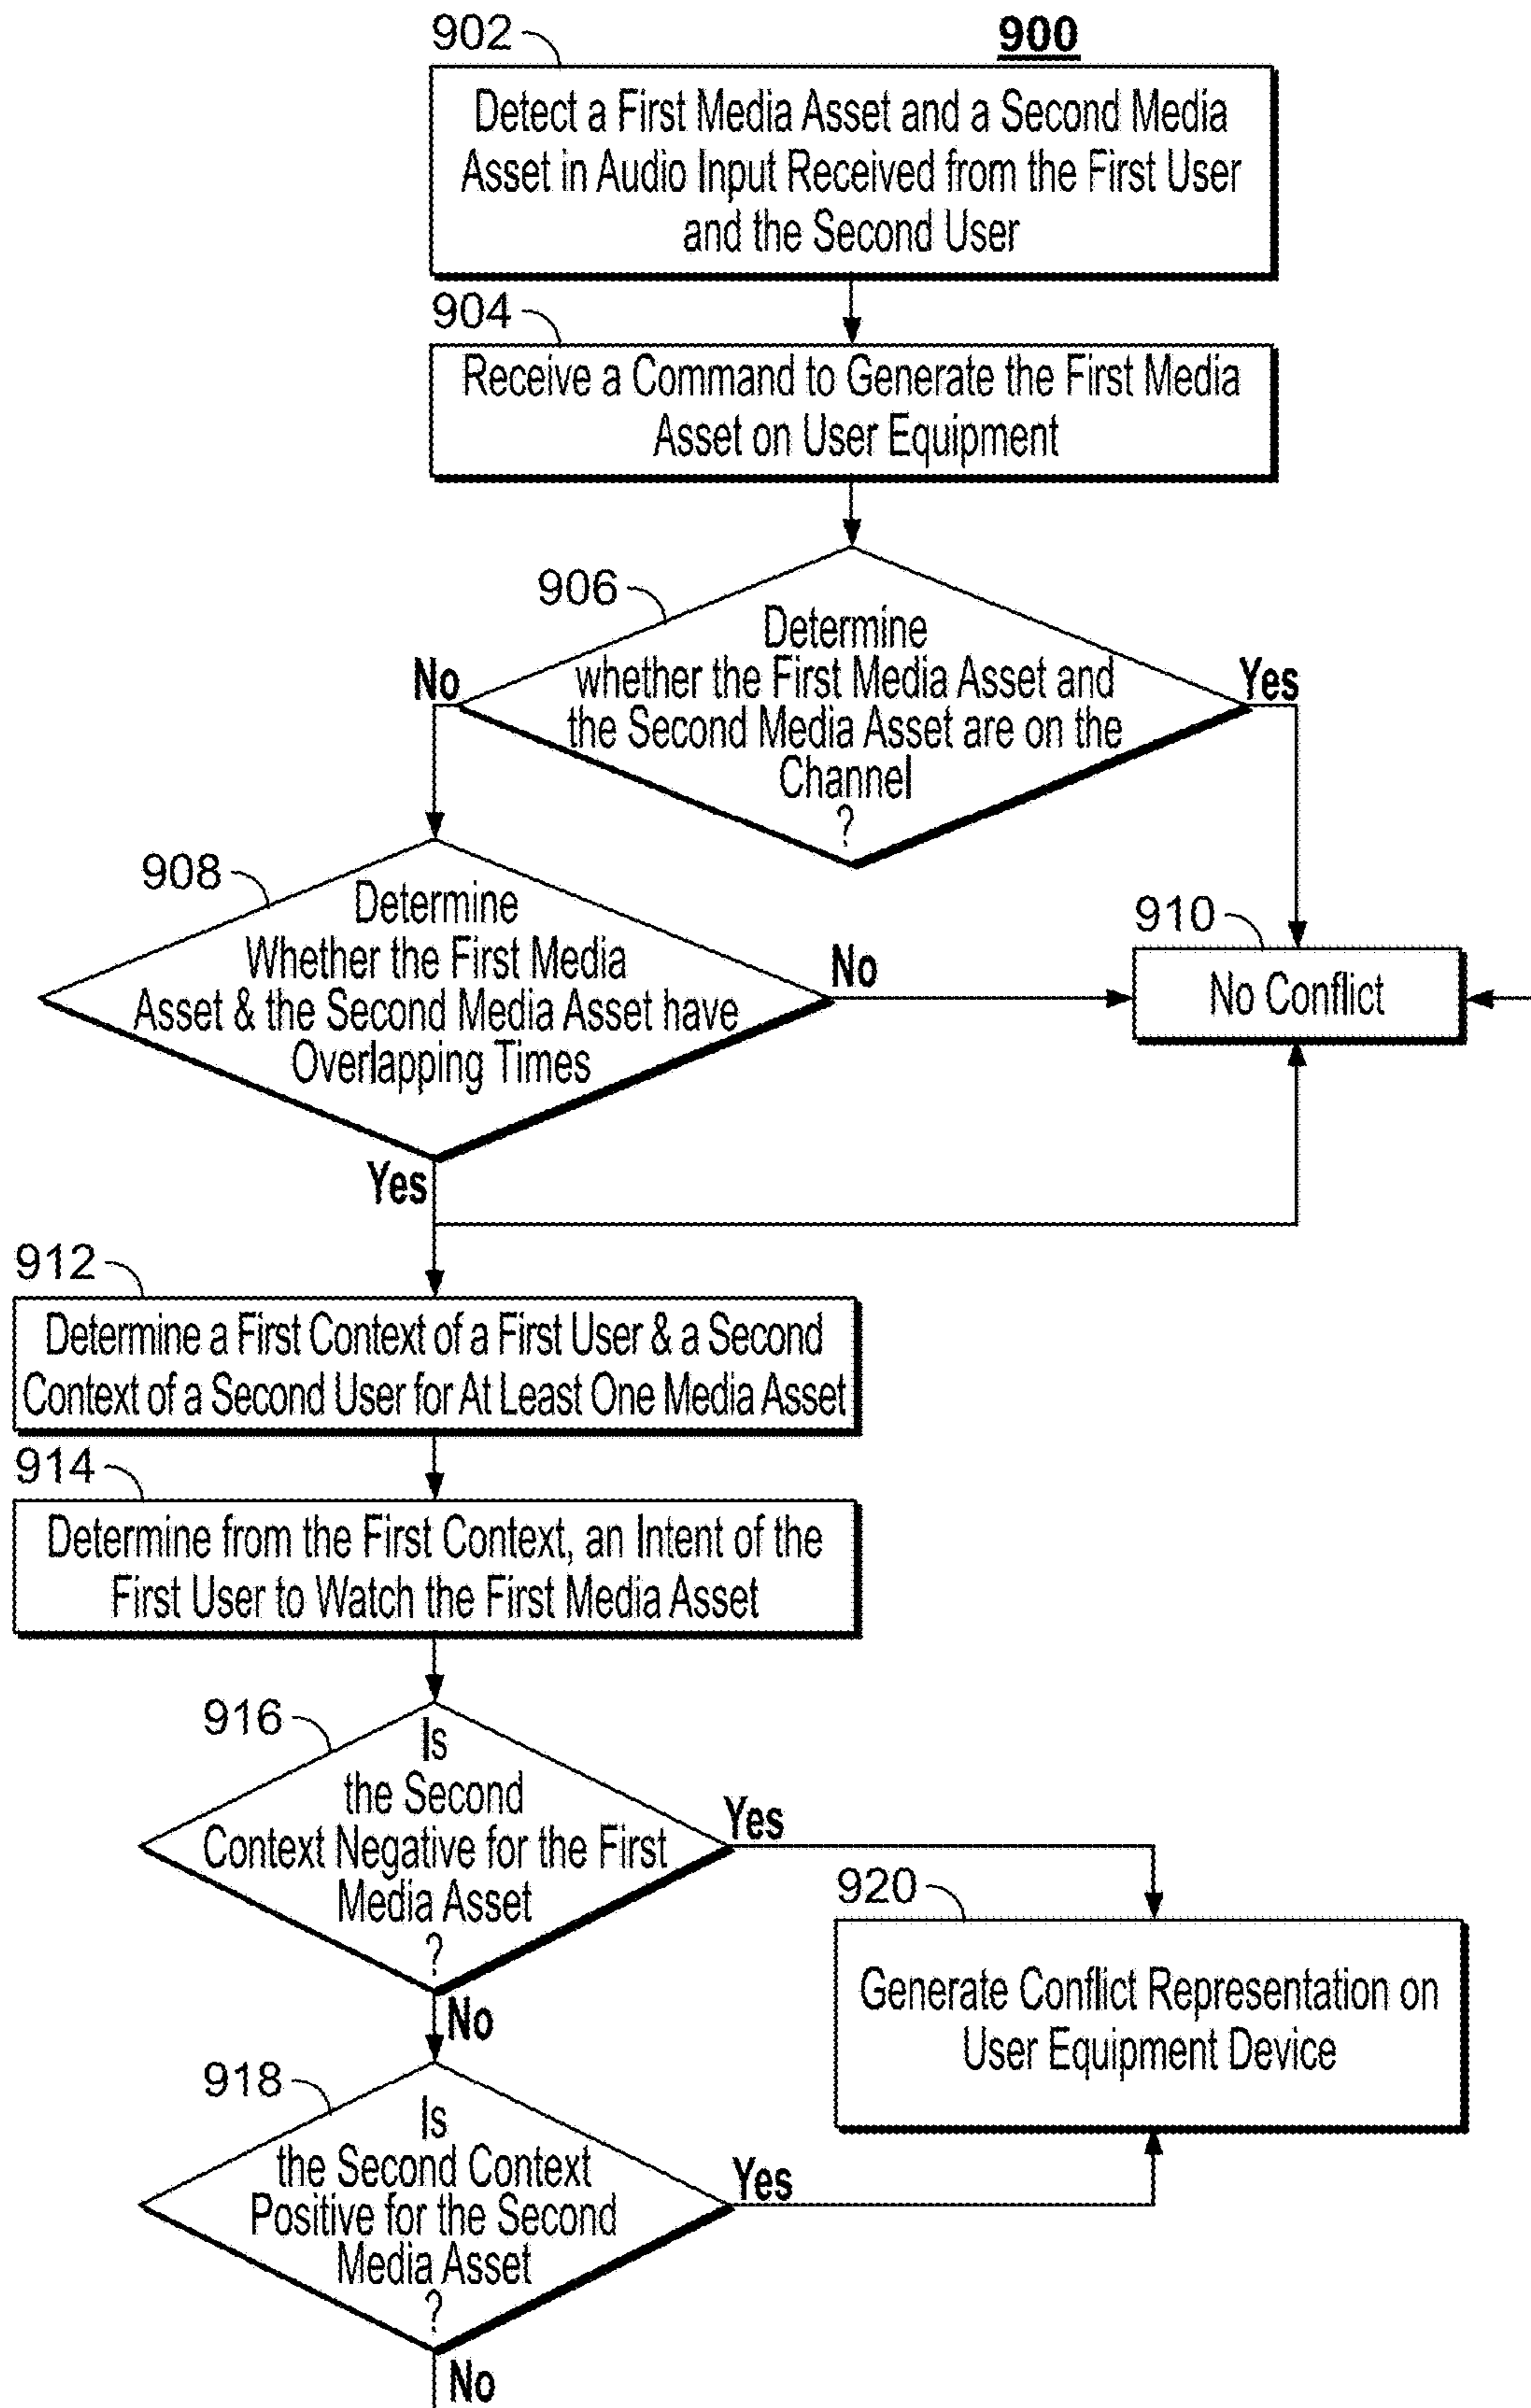 902
900
Detect a First Media Asset and a Second Media
Asset in Audio Input Received from the First User
and the Second User
904
Receive a Command to Generate the First Media
Asset on User Equipment
906
Determine
whether the First Media Asset and
the Second Media Asset are on the
Channel
?
No
Yes
908
Determine
Whether the First Media
Asset & the Second Media Asset have
Overlapping Times
No
Yes
910
No Conflict
912
Determine a First Context of a First User & a Second
Context of a Second User for At Least One Media Asset
914
Determine from the First Context, an Intent of the
First User to Watch the First Media Asset
916
Is
the Second
Context Negative for the First
Media Asset
?
Yes
No
920
Generate Conflict Representation on
User Equipment Device
918
Is
the Second Context
Positive for the Second
Media Asset
?
Yes
No